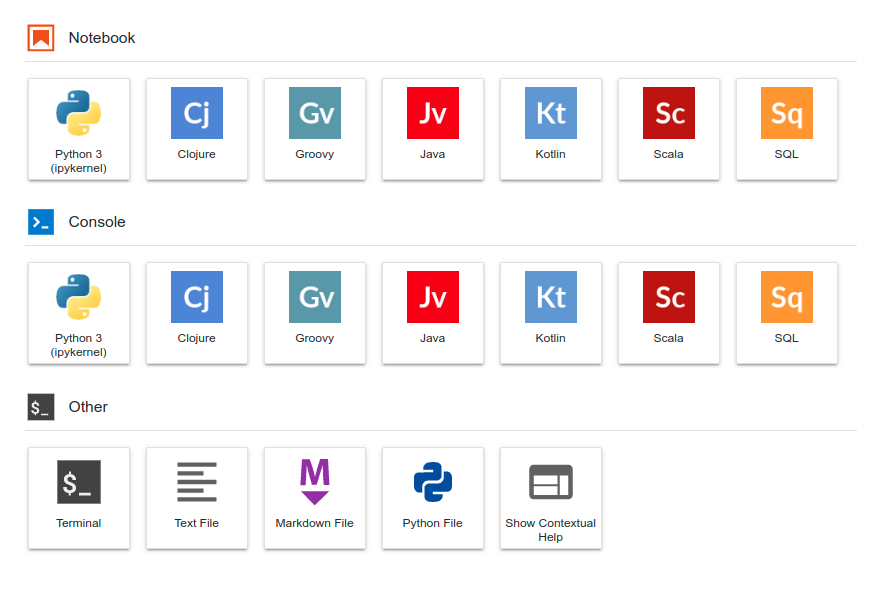 Notebook
Cj Gv Jv Kt Sc Sq
Python 3 Clojure Groovy Java Kotlin Scala SQL
(ipykernel)
>_ Console
Cj Gv Jv Kt Sc Sq
Python 3 Clojure Groovy Java Kotlin Scala SQL
(ipykernel)
$_ Other
$_ M
Terminal Text File Markdown File Python File Show Contextual
Help